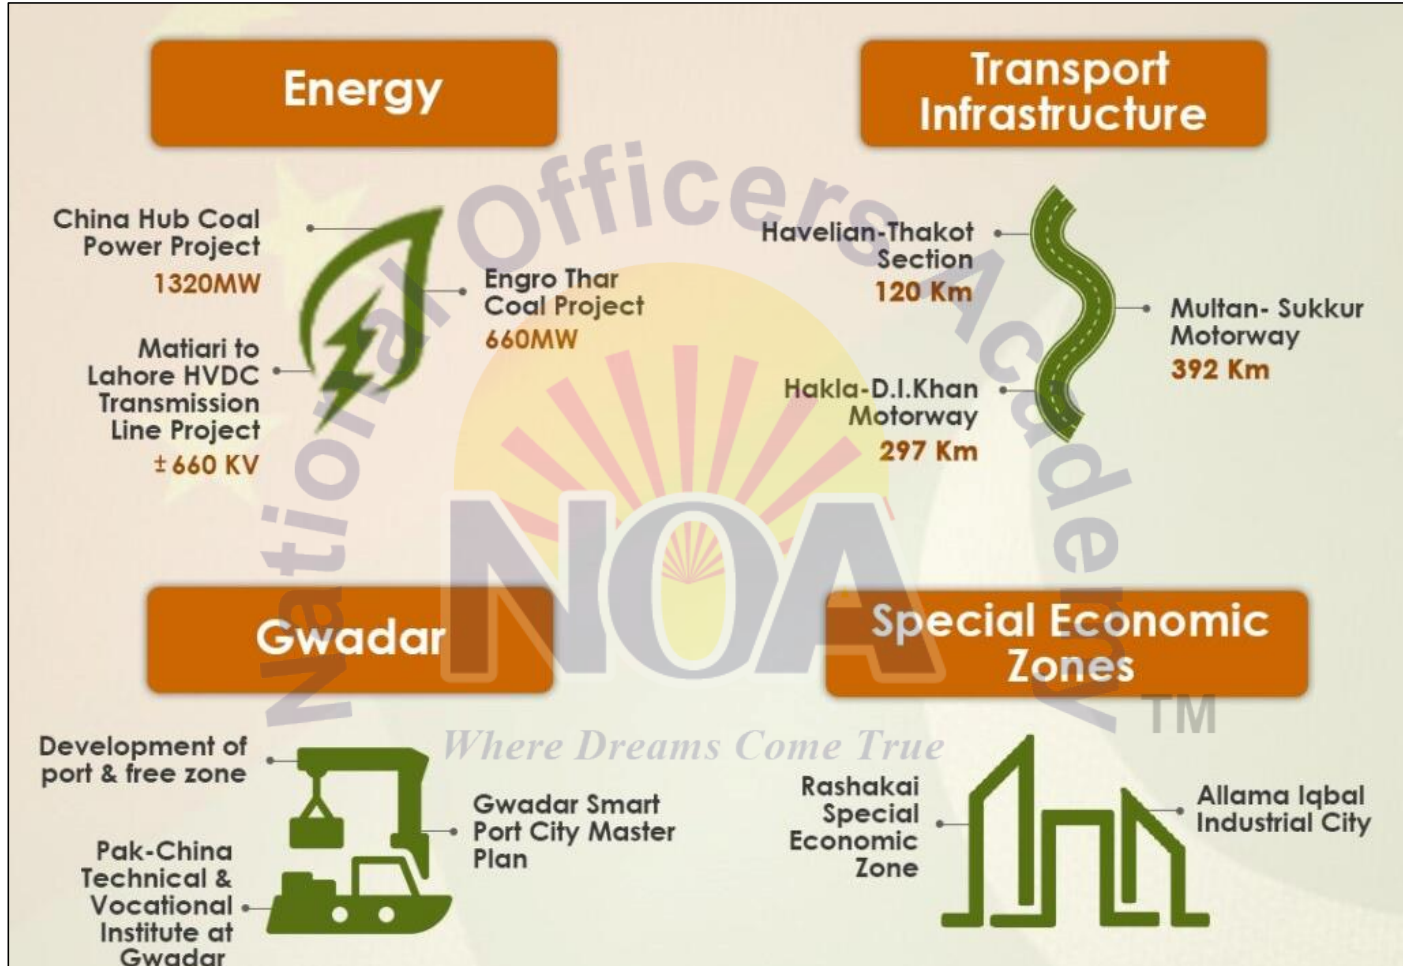 Energy
China Hub Coal
Power Project
1320MW
Engro Thar
Coal Project
660MW
Matiari to
Lahore HVDC
Transmission
Line Project
±660 KV
Transport
Infrastructure
Havelian-Thakot
Section
120 Km
Multan- Sukkur
Motorway
392 Km
Hakla-D.I.Khan
Motorway
297 Km
Gwadar
Development of
port & free zone
Gwadar Smart
Port City Master
Plan
Pak-China
Technical &
Vocational
Institute at
Gwadar
Special Economic
Zones
Rashakai
Special
Economic
Zone
Allama Iqbal
Industrial City
National Officers Academy
NOA
TM
Where Dreams Come True